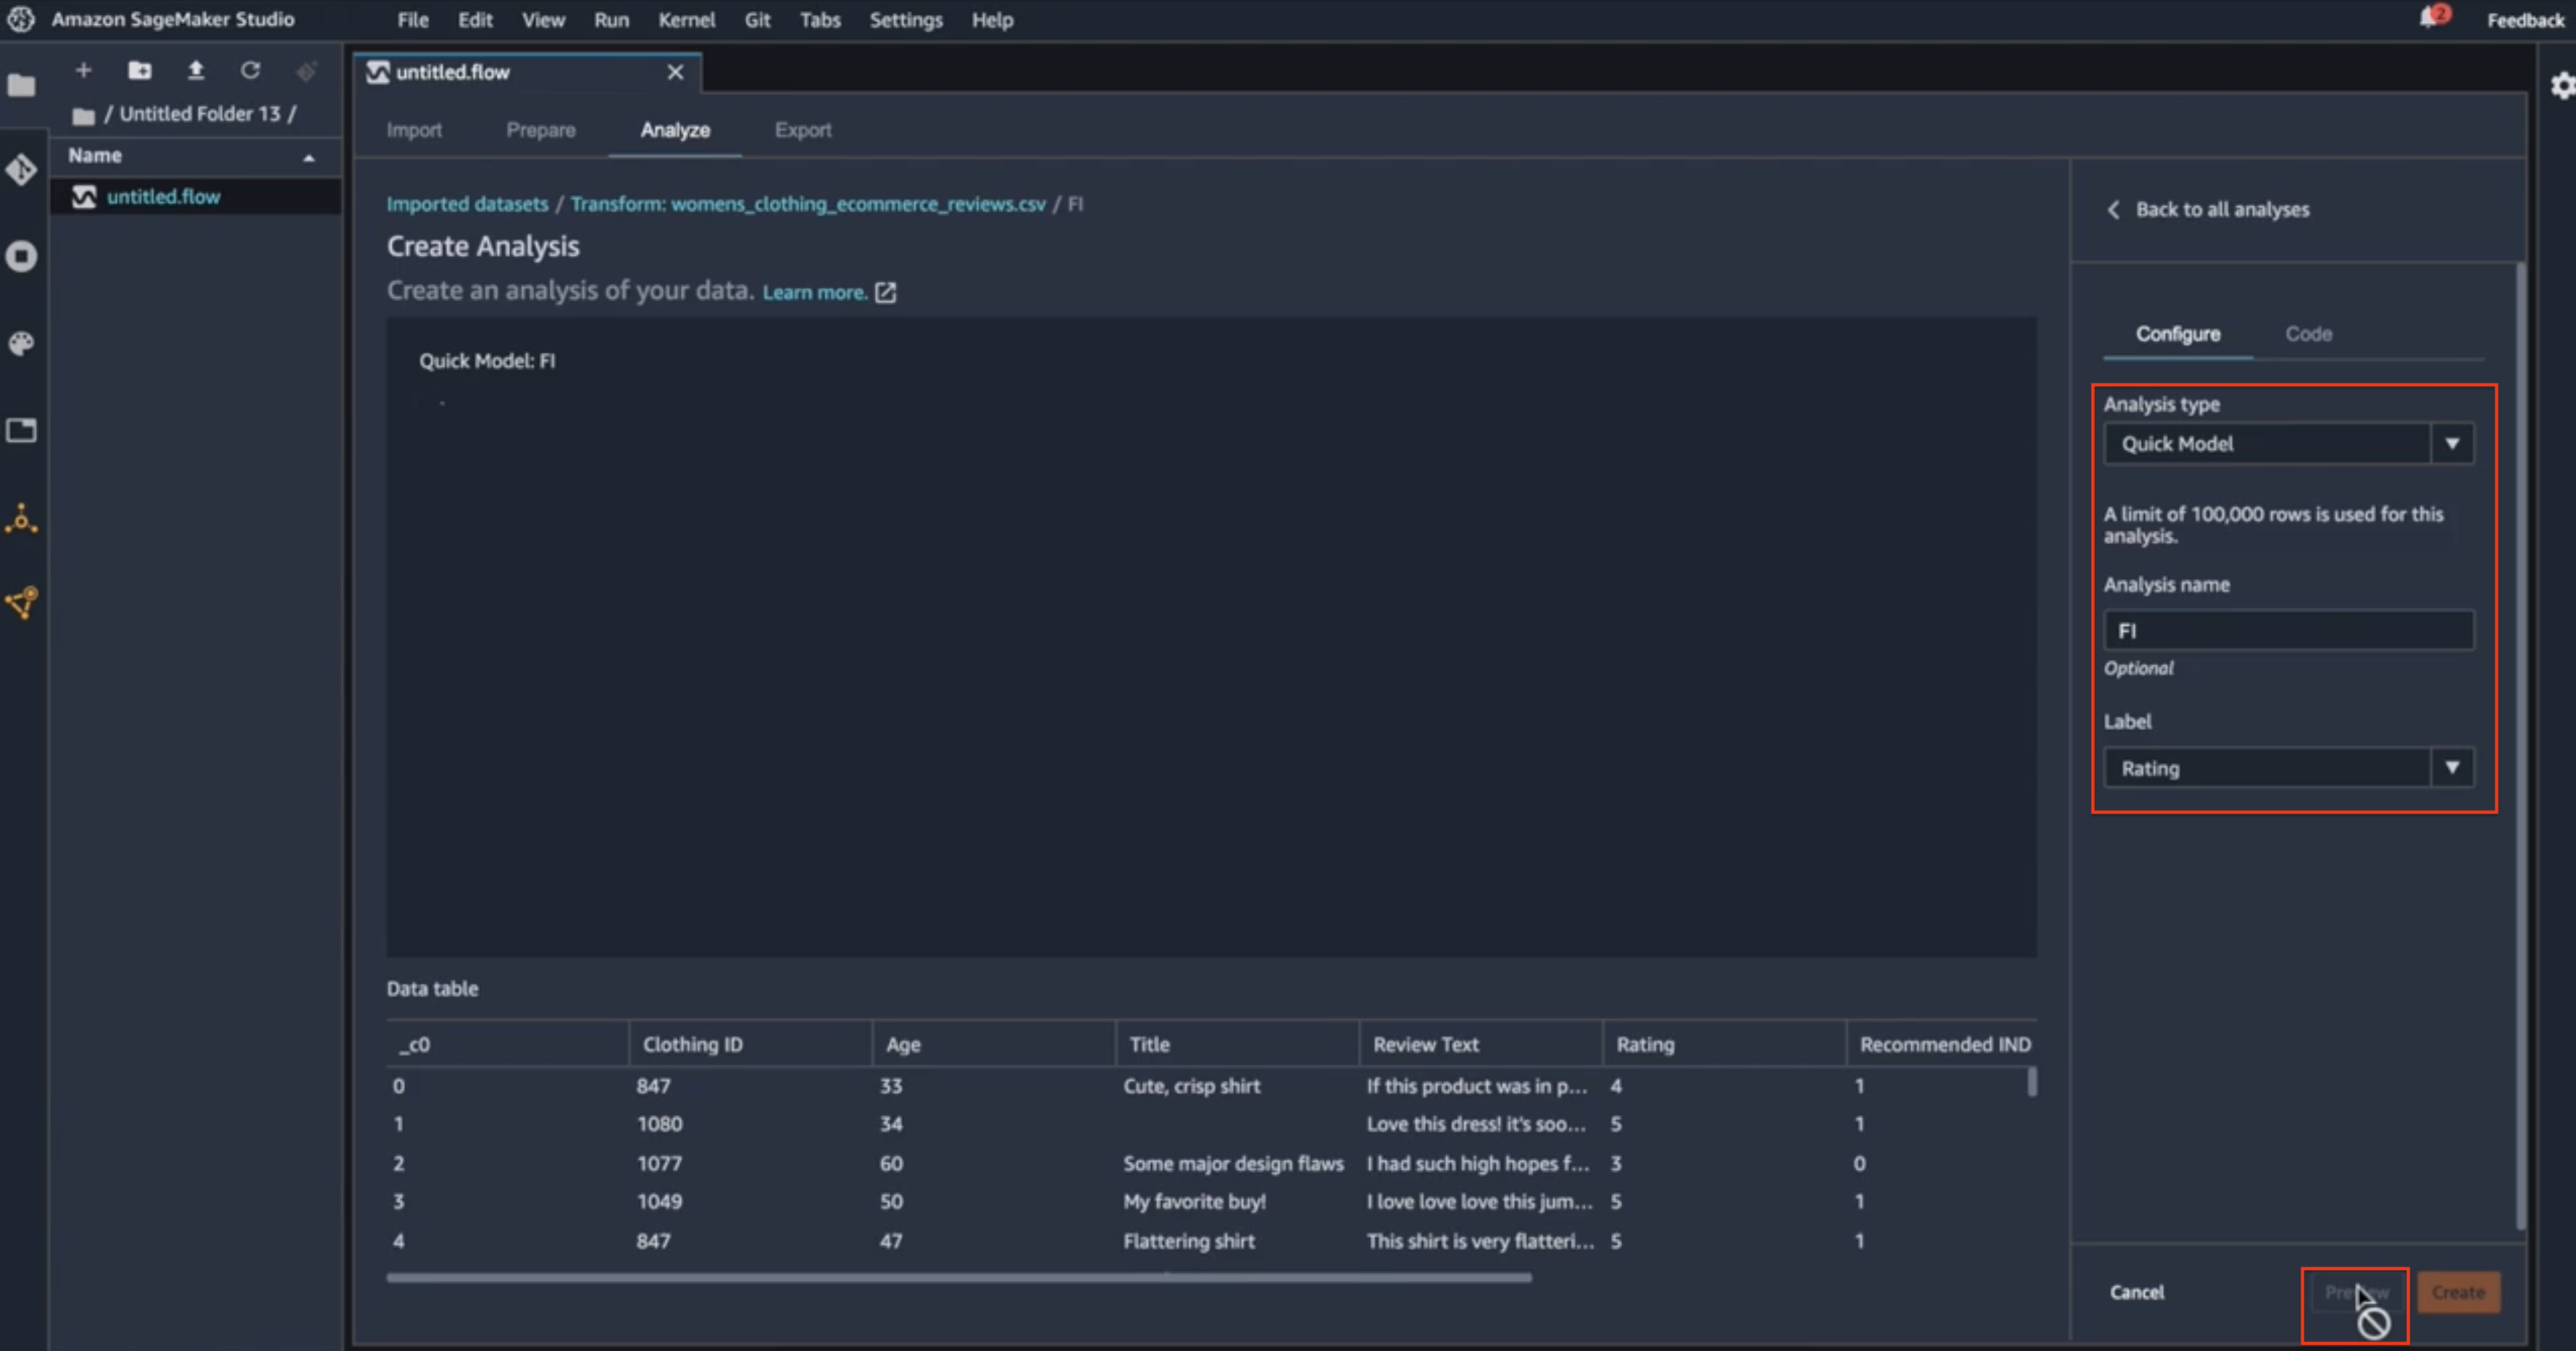 Amazon SageMaker Studio File Edit View Run Kernel Git Tabs Settings Help 2 Feedback
untitled.flow
/ Untitled Folder 13 /
Name
untitled.flow
Import Prepare Analyze Export
Imported datasets / Transform: womens_clothing_ecommerce_reviews.csv / FI
Create Analysis
Create an analysis of your data. Learn more.
Quick Model: FI
Data table
_c0 Clothing ID Age Title Review Text Rating Recommended IND
0 847 33 Cute, crisp shirt If this product was in p... 4 1
1 1080 34 Love this dress! it's soo... 5 1
2 1077 60 Some major design flaws I had such high hopes f... 3 0
3 1049 50 My favorite buy! I love love love this jum... 5 1
4 847 47 Flattering shirt This shirt is very flatteri... 5 1
Back to all analyses
Configure Code
Analysis type
Quick Model
A limit of 100,000 rows is used for this
analysis.
Analysis name
FI
Optional
Label
Rating
Cancel Preview Create